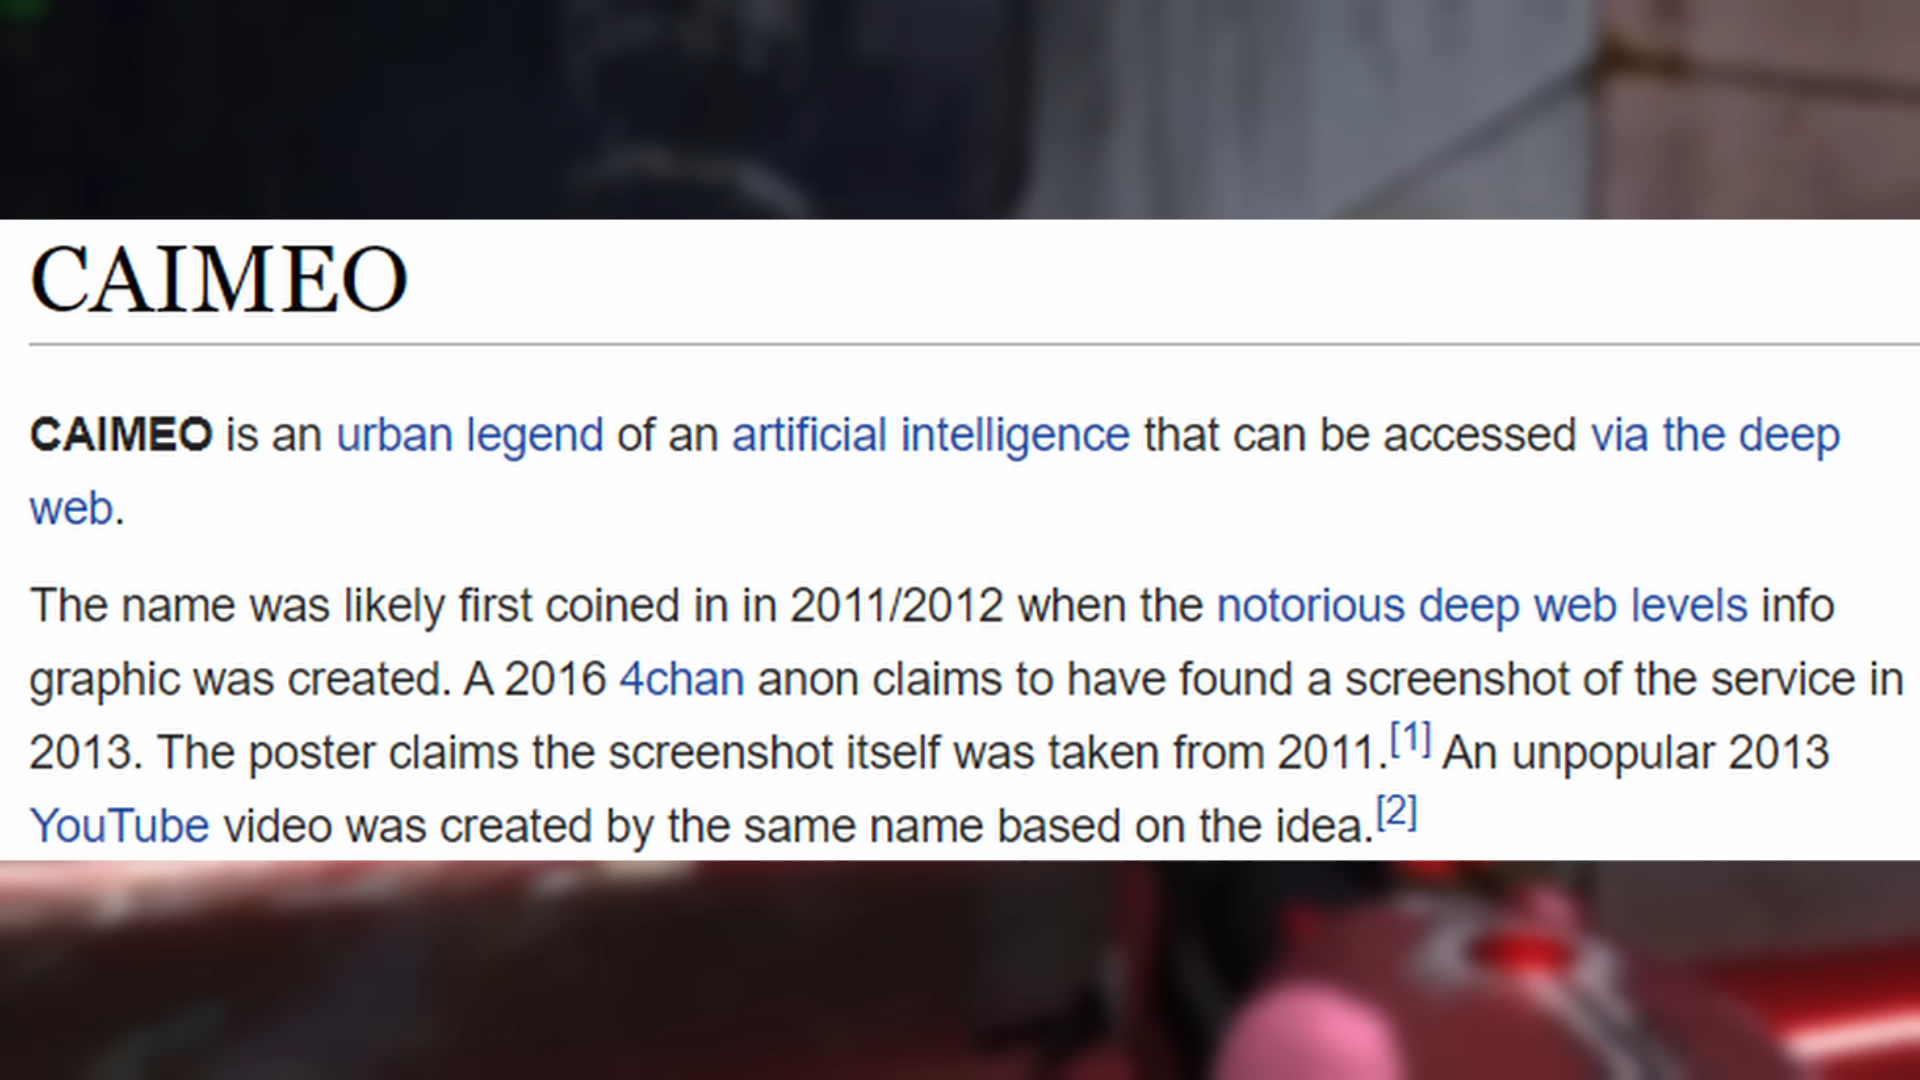 CAIMEO
CAIMEO is an urban legend of an artificial intelligence that can be accessed via the deep
web.
The name was likely first coined in in 2011/2012 when the notorious deep web levels info
graphic was created. A 2016 4chan anon claims to have found a screenshot of the service in
2013. The poster claims the screenshot itself was taken from 2011.[1] An unpopular 2013
YouTube video was created by the same name based on the idea.[2]